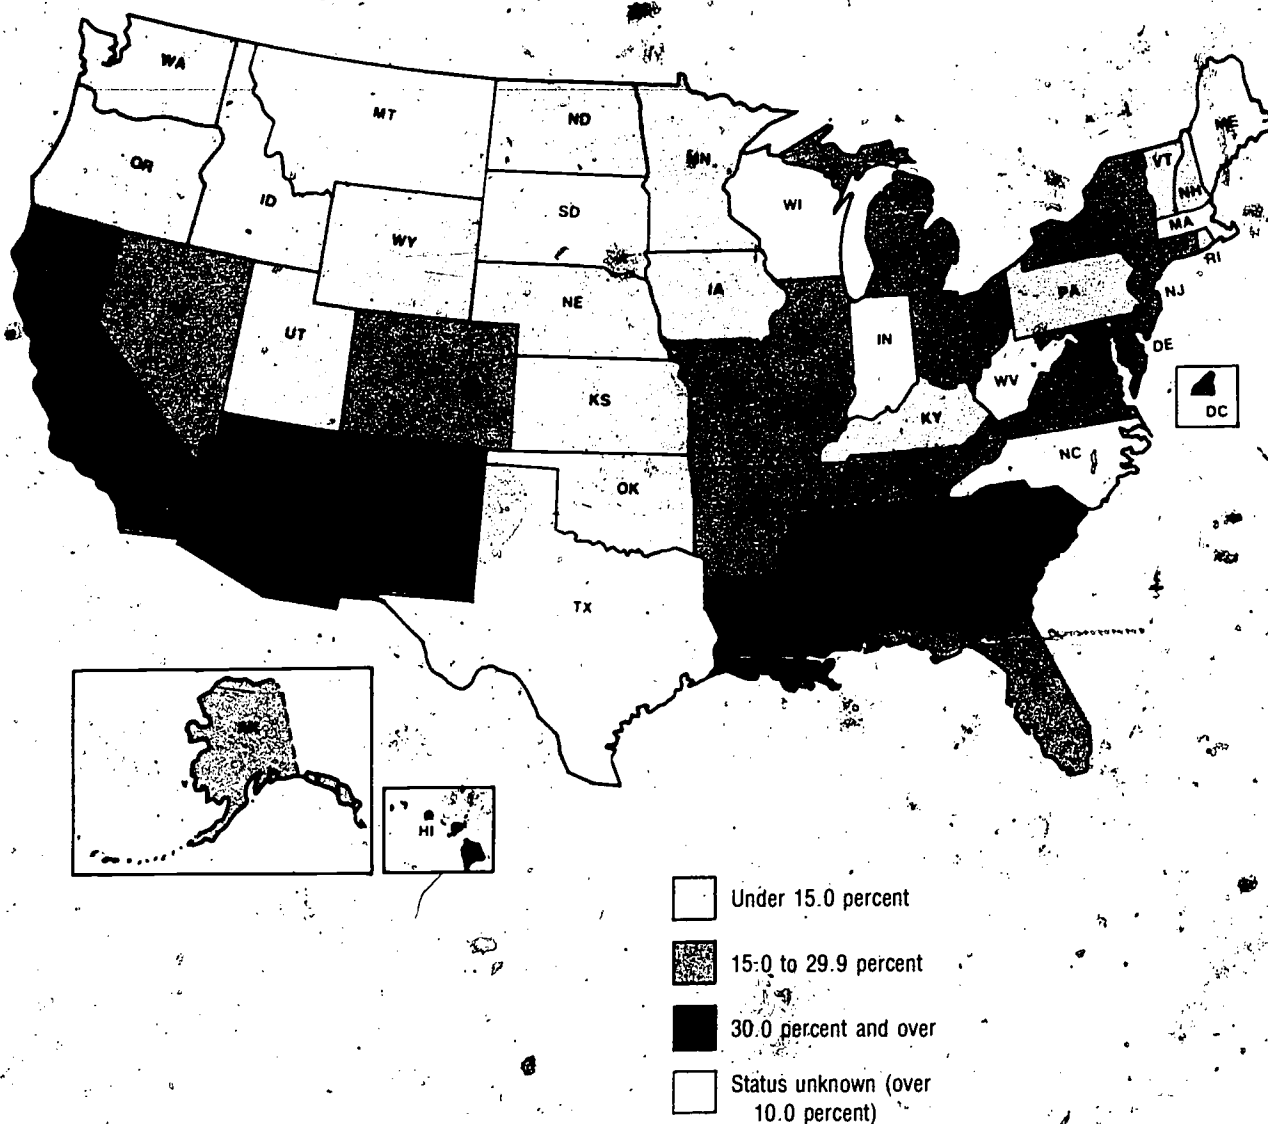 WA
MT
ND
MN
ME
OR
ID
SD
WI
VT
NH
WY
MA
NE
IA
PA
RI
NJ
UT
IN
DE
KS
WV
KY
DC
NC
OK
TX
HI
Under 15.0 percent
15.0 to 29.9 percent
30.0 percent and over
Status unknown (over
10.0 percent)